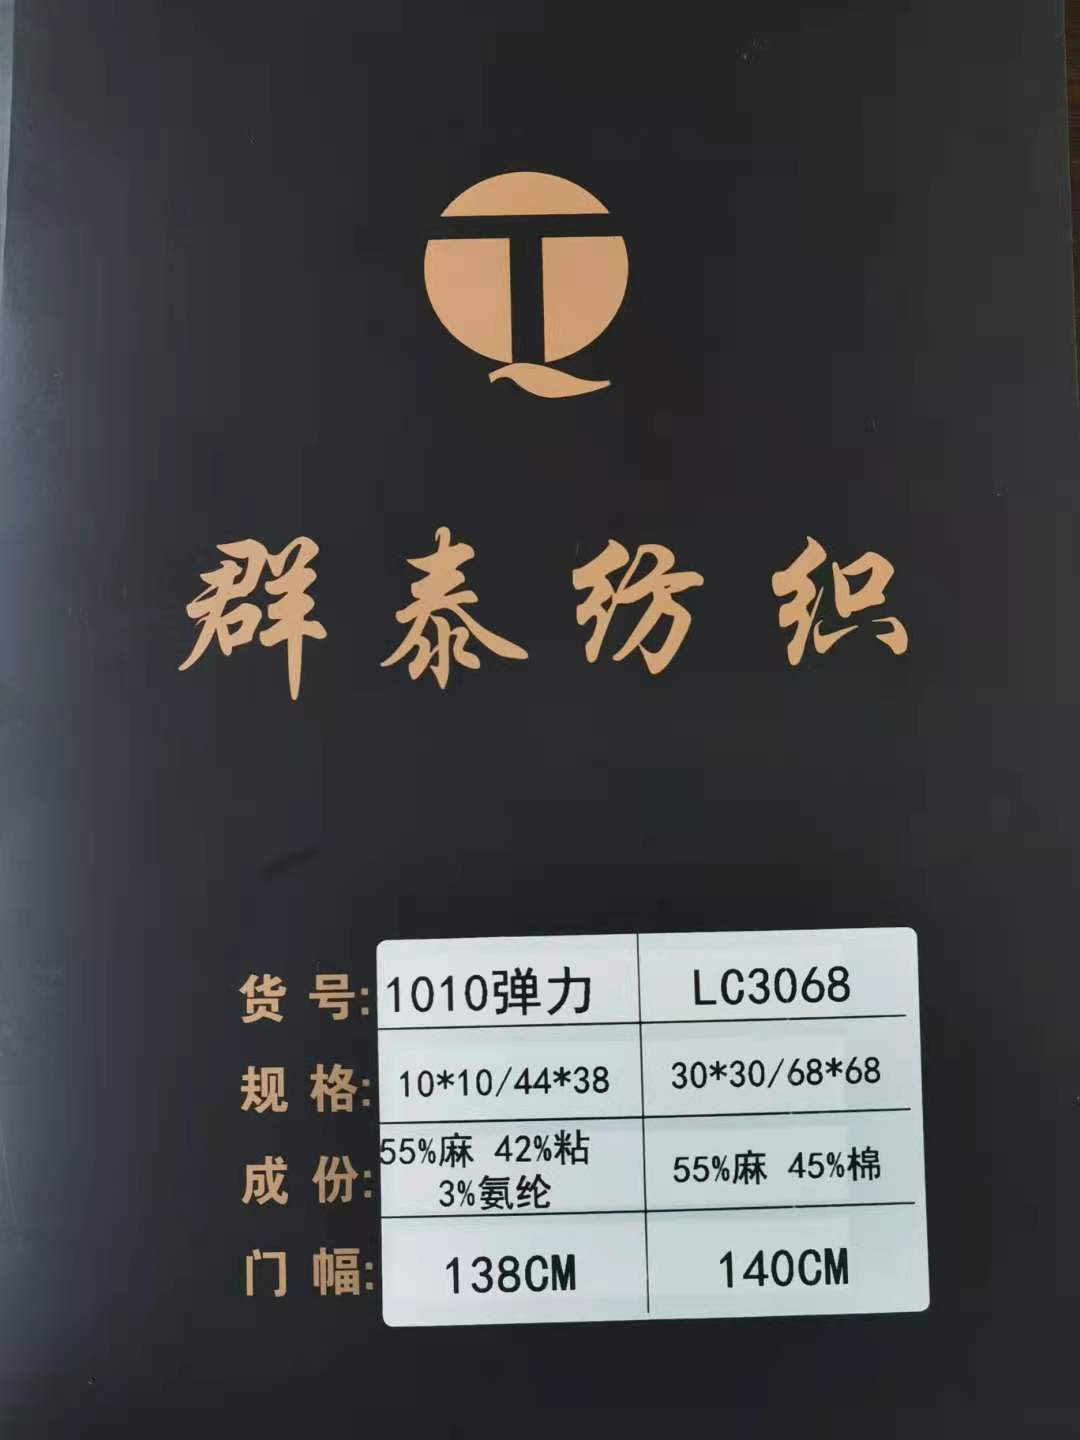 TQ
群泰纺织
货号: 1010弹力 LC3068
规格: 10*10/44*38 30*30/68*68
成份: 55%麻 42%粘 3%氨纶 55%麻 45%棉
门幅: 138CM 140CM